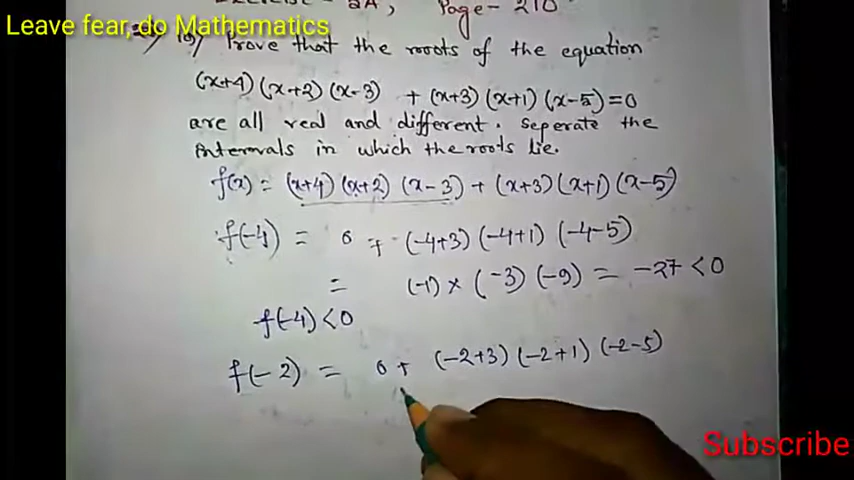 Exercise - 5A, Page - 210
Leave fear,do Mathematics
Prove that the roots of the equation
(x+4) (x+2) (x-3) + (x+3) (x+1) (x-5)=0
are all real and different. Seperate the
intervals in which the roots lie.
f(x) = (x+4) (x+2) (x-3) + (x+3) (x+1) (x-5)
f(-4) = 0 + (-4+3) (-4+1) (-4-5)
= (-1) × (-3) (-9) = -27 <0
f(-4) <0
f(-2) = 0 + (-2+3) (-2+1) (-2-5)
Subscribe